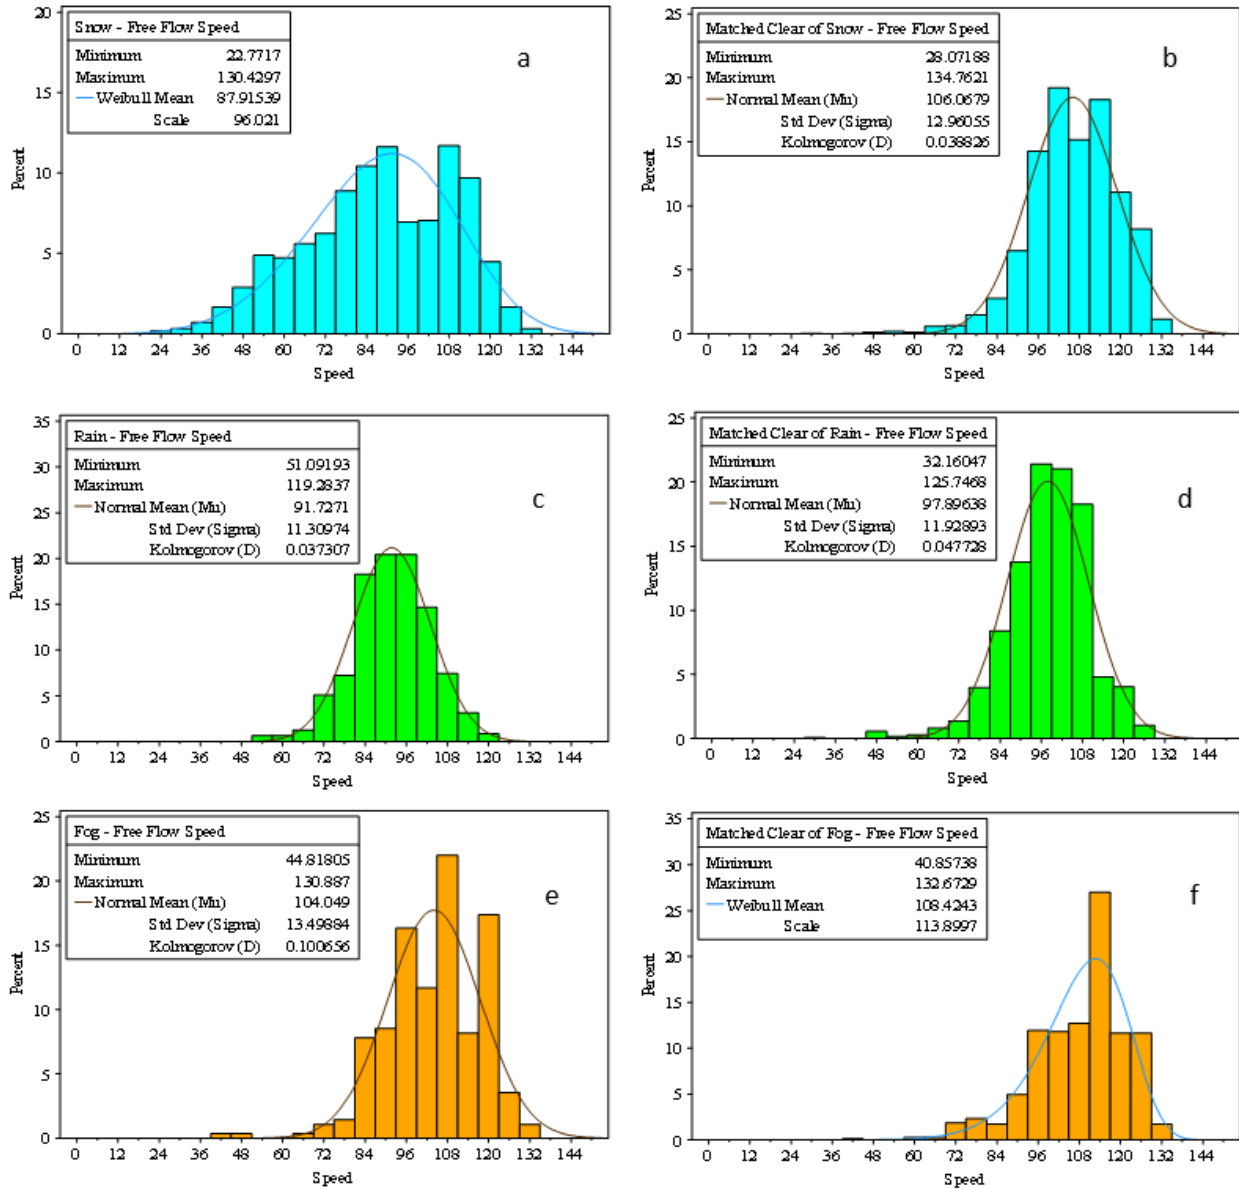 Snow - Free Flow Speed
Minimum 22.7717
Maximum 130.4297
Weibull Mean 87.91539
Scale 96.021
a
20
15
10
5
0
Percent
0 12 24 36 48 60 72 84 96 108 120 132 144
Speed
Matched Clear of Snow - Free Flow Speed
Minimum 28.07188
Maximum 134.7621
Normal Mean (Mu) 106.0679
Std Dev (Sigma) 12.96055
Kolmogorov (D) 0.038826
b
25
20
15
10
5
0
Percent
0 12 24 36 48 60 72 84 96 108 120 132 144
Speed
Rain - Free Flow Speed
Minimum 51.09193
Maximum 119.2837
Normal Mean (Mu) 91.7271
Std Dev (Sigma) 11.30974
Kolmogorov (D) 0.037307
c
35
30
25
20
15
10
5
0
Percent
0 12 24 36 48 60 72 84 96 108 120 132 144
Speed
Matched Clear of Rain - Free Flow Speed
Minimum 32.16047
Maximum 125.7468
Normal Mean (Mu) 97.89638
Std Dev (Sigma) 11.92893
Kolmogorov (D) 0.047728
d
25
20
15
10
5
0
Percent
0 12 24 36 48 60 72 84 96 108 120 132 144
Speed
Fog - Free Flow Speed
Minimum 44.81805
Maximum 130.887
Normal Mean (Mu) 104.049
Std Dev (Sigma) 13.49884
Kolmogorov (D) 0.100656
e
25
20
15
10
5
0
Percent
0 12 24 36 48 60 72 84 96 108 120 132 144
Speed
Matched Clear of Fog - Free Flow Speed
Minimum 40.85738
Maximum 132.6729
Weibull Mean 108.4243
Scale 113.8997
f
35
30
25
20
15
10
5
0
Percent
0 12 24 36 48 60 72 84 96 108 120 132 144
Speed